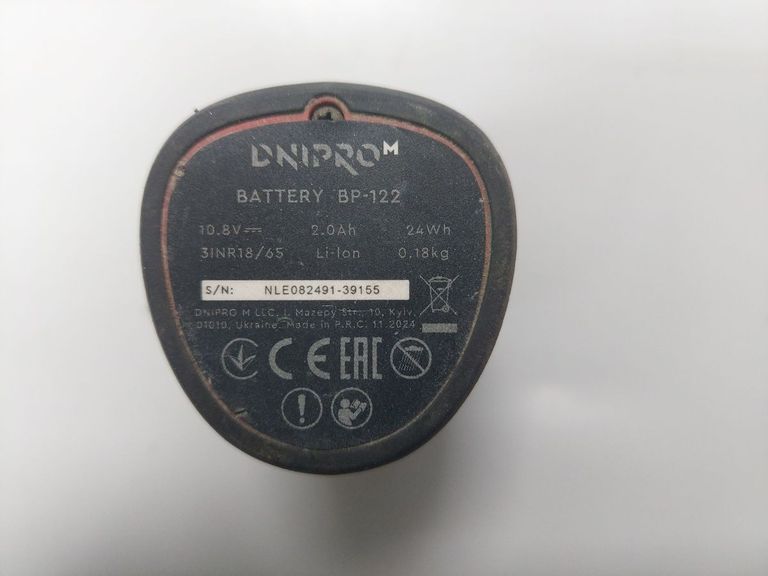 DNIPRO M
BATTERY BP-122
10.8V⎓ 2.0Ah 24Wh
3INR18/65 Li-Ion 0.18kg
S/N: NLE082491-39155
DNIPRO M LLC, I. Mazepy Str., 10, Kyiv,
01010, Ukraine. Made in P.R.C. 11.2024
CE EAC